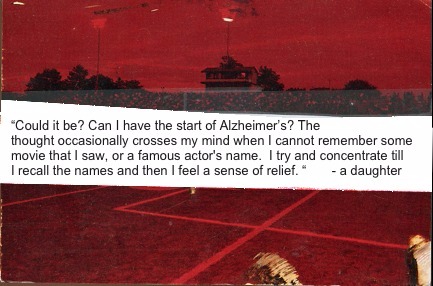 “Could it be? Can I have the start of Alzheimer’s? The
thought occasionally crosses my mind when I cannot remember some
movie that I saw, or a famous actor's name.  I try and concentrate till
I recall the names and then I feel a sense of relief. “       - a daughter